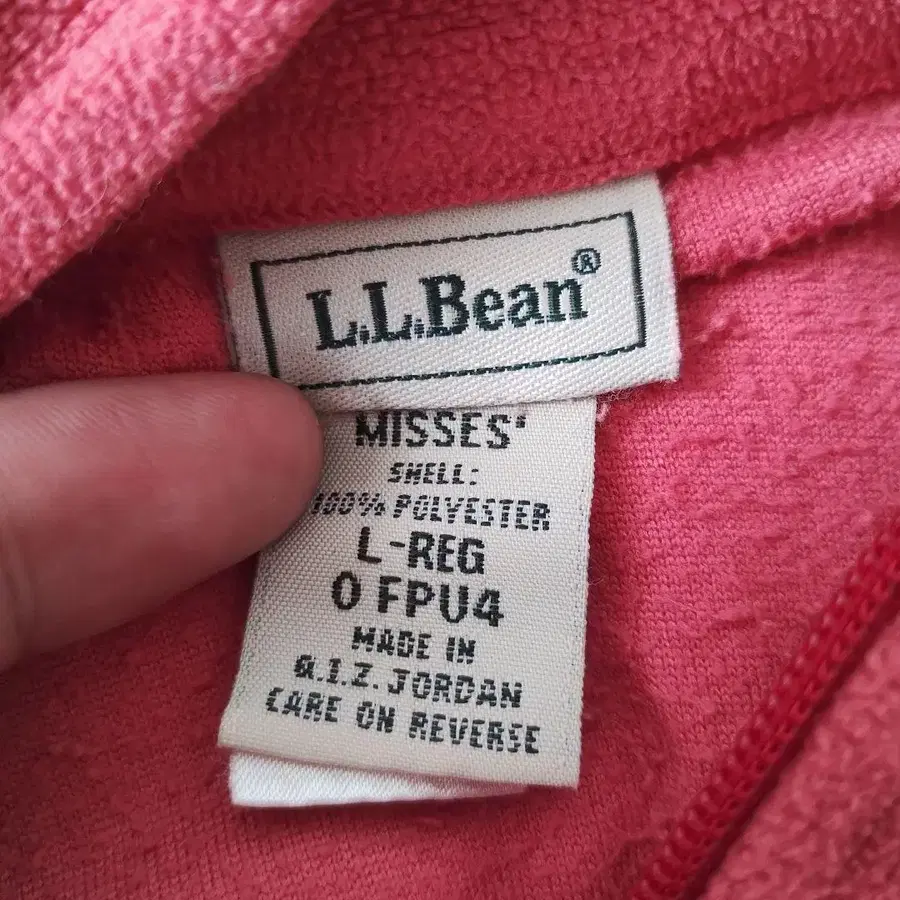 L.L.Bean®
MISSES'
SHELL:
100% POLYESTER
L-REG
0 FPU4
MADE IN
Q.I.Z. JORDAN
CARE ON REVERSE